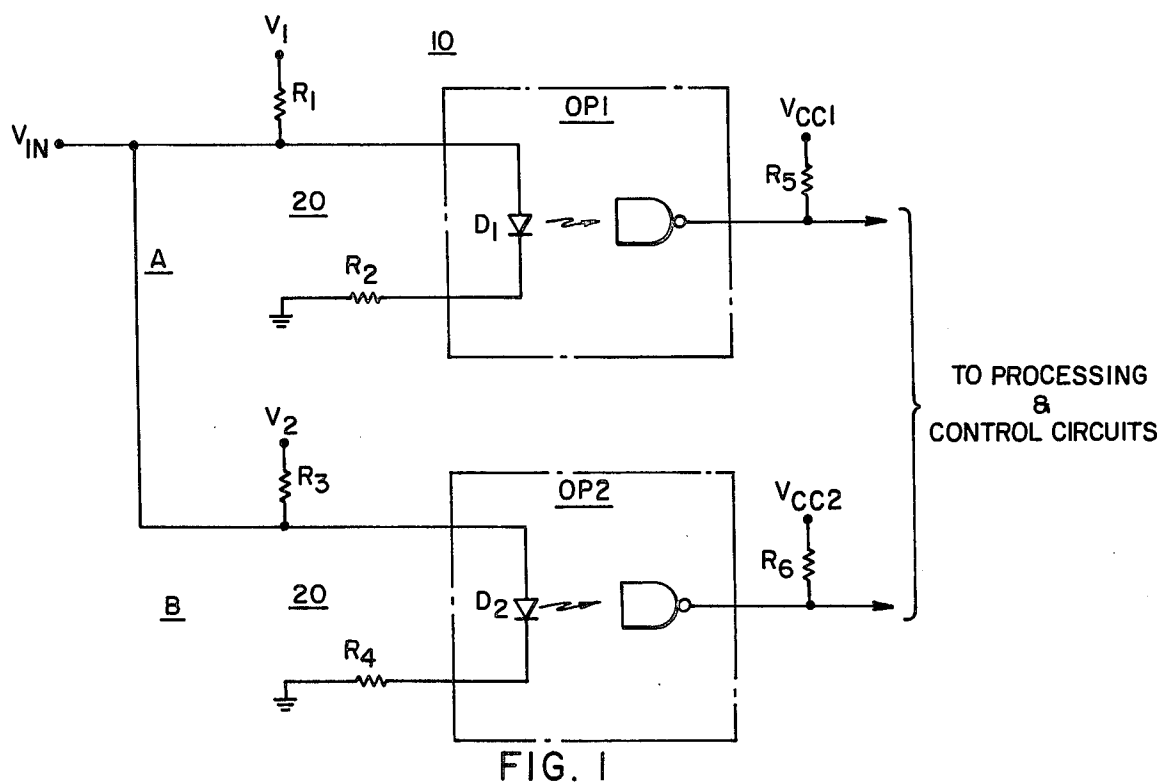 V1
10
R1
OP1
VCC1
VIN
R5
20
D1
A
R2
TO PROCESSING
&
CONTROL CIRCUITS
V2
R3
OP2
VCC2
R6
B
20
D2
R4
FIG. 1